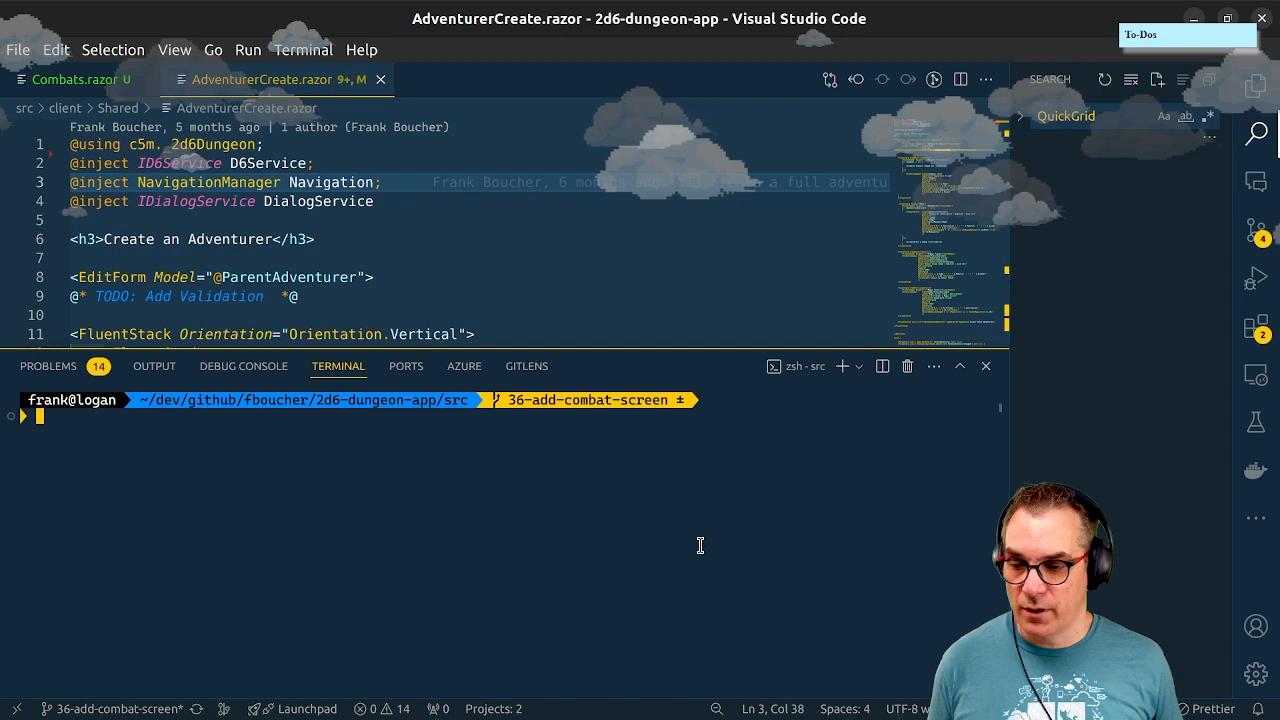 AdventurerCreate.razor - 2d6-dungeon-app - Visual Studio Code
To-Dos
File Edit Selection View Go Run Terminal Help
Combats.razor U
AdventurerCreate.razor 9+, M
SEARCH
src > client > Shared > AdventurerCreate.razor
QuickGrid
Aa ab
Frank Boucher, 5 months ago | 1 author (Frank Boucher)
1 @using c5m._2d6Dungeon;
2 @inject ID6Service D6Service;
3 @inject NavigationManager Navigation; Frank Boucher, 6 months ago a full adventu
4 @inject IDialogService DialogService
5
6 <h3>Create an Adventurer</h3>
7
8 <EditForm Model="@PostAdventurer">
9 @* TODO: Add Validation *@
10
11 <FluentStack Orientation="Orientation.Vertical">
PROBLEMS 14 OUTPUT DEBUG CONSOLE TERMINAL PORTS AZURE GITLENS
zsh - src
frank@logan ~/dev/github/fboucher/2d6-dungeon-app/src 36-add-combat-screen ±
4
2
36-add-combat-screen* Launchpad 0 14 0 Projects: 2 Ln 3, Col 38 Spaces: 4 UTF-8 Prettier